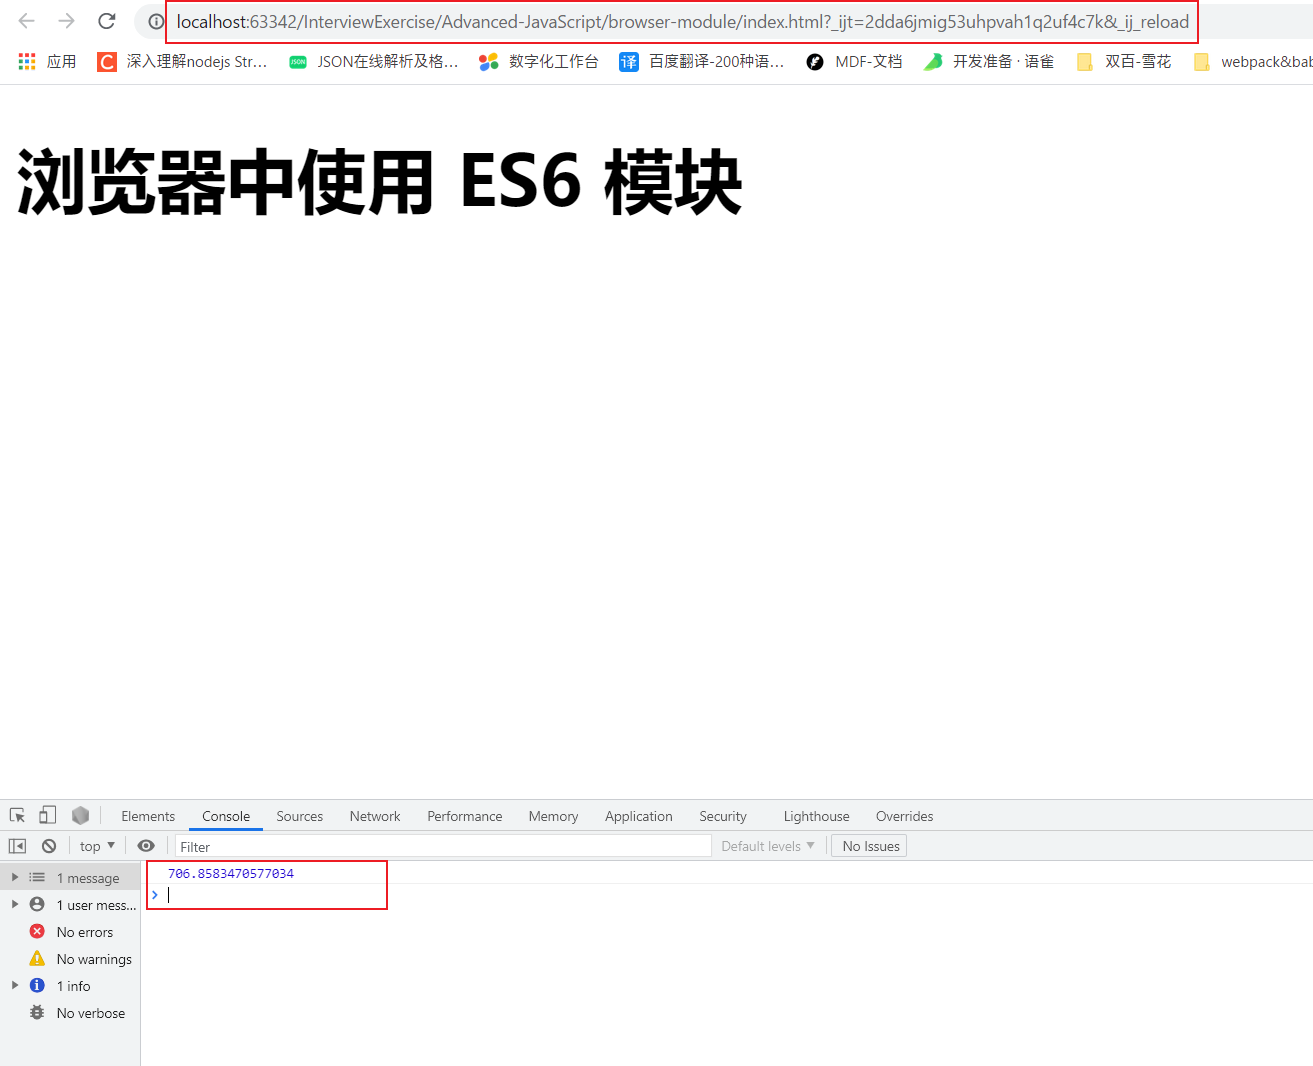 localhost:63342/InterviewExercise/Advanced-JavaScript/browser-module/index.html?_ijt=2dda6jmig53uhpvah1q2uf4c7k&_ij_reload
应用 C 深入理解nodejs Str... JSON JSON在线解析及格... 数字化工作台 译 百度翻译-200种语... MDF-文档 开发准备 · 语雀 双百-雪花 webpack&bab
浏览器中使用 ES6 模块
Elements Console Sources Network Performance Memory Application Security Lighthouse Overrides
top Filter Default levels No Issues
1 message
706.8583470577034
1 user mess...
No errors
No warnings
1 info
No verbose